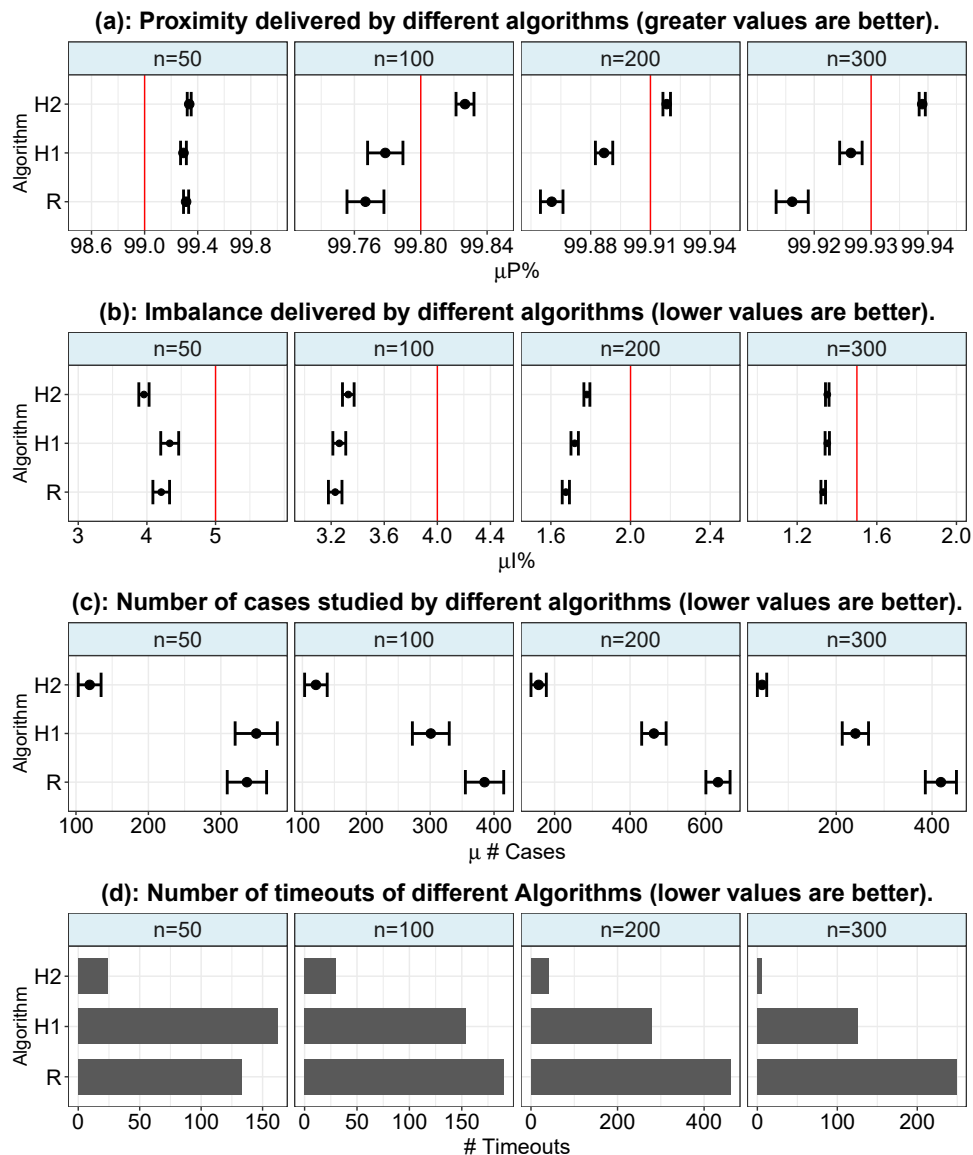 (a): Proximity delivered by different algorithms (greater values are better).
n=50 n=100 n=200 n=300
Algorithm
H2
H1
R
98.6 99.0 99.4 99.8 99.76 99.80 99.84 99.88 99.91 99.94 99.92 99.93 99.94
μP%
(b): Imbalance delivered by different algorithms (lower values are better).
n=50 n=100 n=200 n=300
Algorithm
H2
H1
R
3 4 5 3.2 3.6 4.0 4.4 1.6 2.0 2.4 1.2 1.6 2.0
μI%
(c): Number of cases studied by different algorithms (lower values are better).
n=50 n=100 n=200 n=300
Algorithm
H2
H1
R
100 200 300 100 200 300 400 200 400 600 200 400
μ # Cases
(d): Number of timeouts of different Algorithms (lower values are better).
n=50 n=100 n=200 n=300
Algorithm
H2
H1
R
0 50 100 150 0 50 100 150 0 200 400 0 100 200
# Timeouts